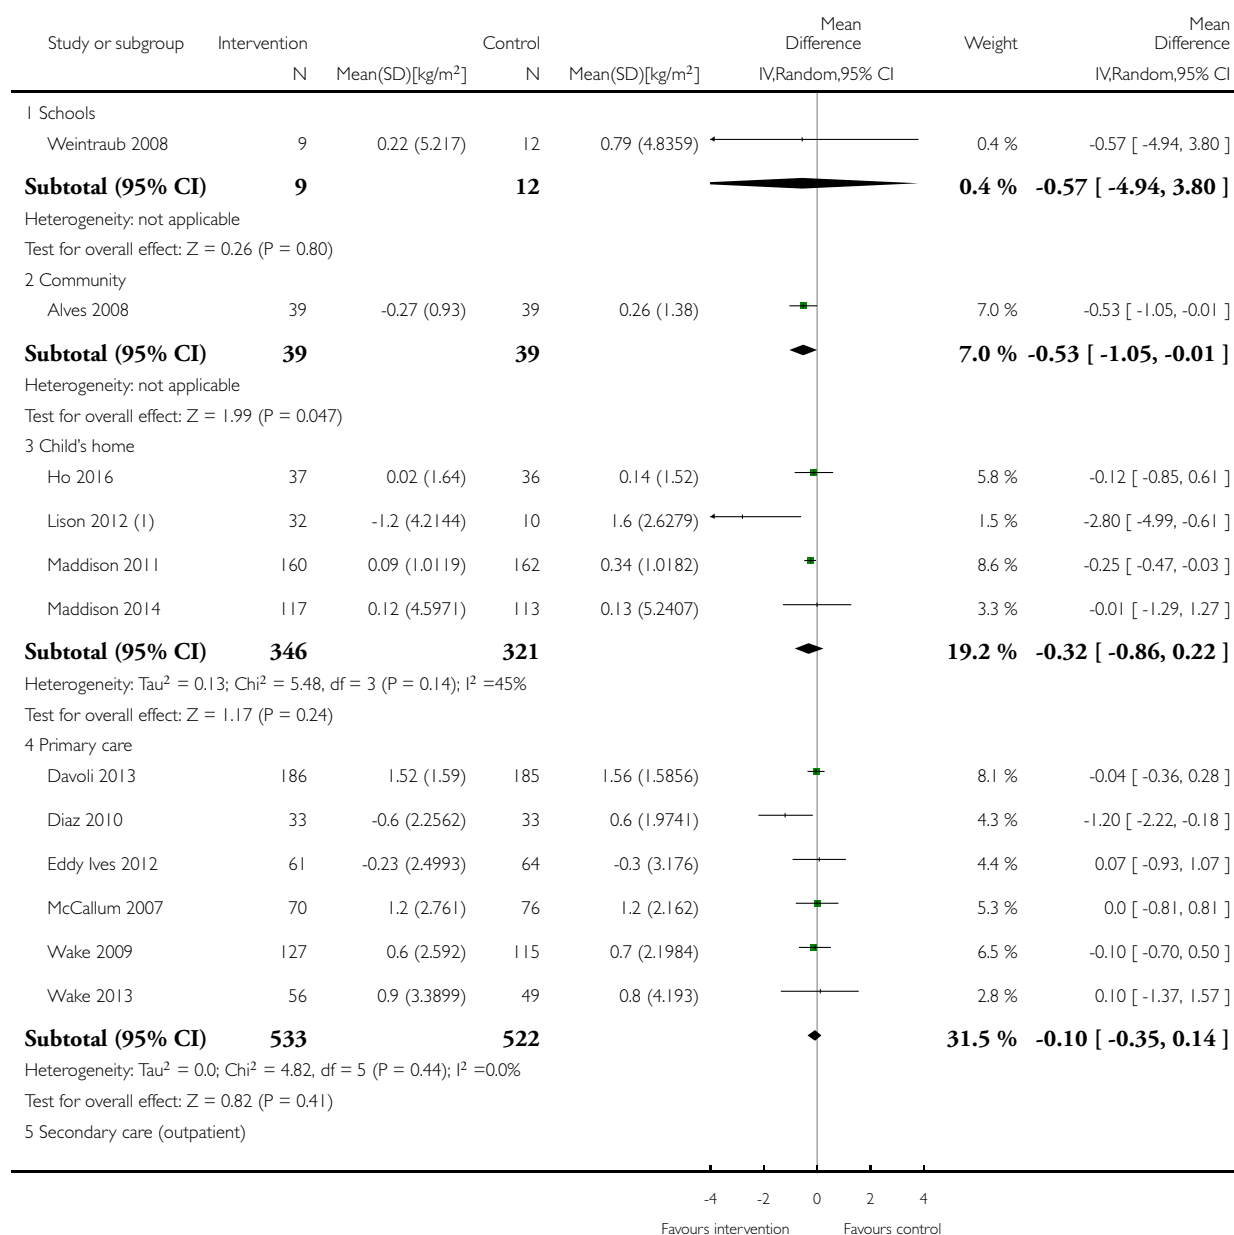 Study or subgroup Intervention Control Mean Difference Weight Mean Difference
N Mean(SD)[kg/m²] N Mean(SD)[kg/m²] IV,Random,95% CI IV,Random,95% CI
1 Schools
Weintraub 2008 9 0.22 (5.217) 12 0.79 (4.8359) 0.4 % -0.57 [ -4.94, 3.80 ]
Subtotal (95% CI) 9 12 0.4 % -0.57 [ -4.94, 3.80 ]
Heterogeneity: not applicable
Test for overall effect: Z = 0.26 (P = 0.80)
2 Community
Alves 2008 39 -0.27 (0.93) 39 0.26 (1.38) 7.0 % -0.53 [ -1.05, -0.01 ]
Subtotal (95% CI) 39 39 7.0 % -0.53 [ -1.05, -0.01 ]
Heterogeneity: not applicable
Test for overall effect: Z = 1.99 (P = 0.047)
3 Child's home
Ho 2016 37 0.02 (1.64) 36 0.14 (1.52) 5.8 % -0.12 [ -0.85, 0.61 ]
Lison 2012 (1) 32 -1.2 (4.2144) 10 1.6 (2.6279) 1.5 % -2.80 [ -4.99, -0.61 ]
Maddison 2011 160 0.09 (1.0119) 162 0.34 (1.0182) 8.6 % -0.25 [ -0.47, -0.03 ]
Maddison 2014 117 0.12 (4.5971) 113 0.13 (5.2407) 3.3 % -0.01 [ -1.29, 1.27 ]
Subtotal (95% CI) 346 321 19.2 % -0.32 [ -0.86, 0.22 ]
Heterogeneity: Tau² = 0.13; Chi² = 5.48, df = 3 (P = 0.14); I² =45%
Test for overall effect: Z = 1.17 (P = 0.24)
4 Primary care
Davoli 2013 186 1.52 (1.59) 185 1.56 (1.5856) 8.1 % -0.04 [ -0.36, 0.28 ]
Diaz 2010 33 -0.6 (2.2562) 33 0.6 (1.9741) 4.3 % -1.20 [ -2.22, -0.18 ]
Eddy Ives 2012 61 -0.23 (2.4993) 64 -0.3 (3.176) 4.4 % 0.07 [ -0.93, 1.07 ]
McCallum 2007 70 1.2 (2.761) 76 1.2 (2.162) 5.3 % 0.0 [ -0.81, 0.81 ]
Wake 2009 127 0.6 (2.592) 115 0.7 (2.1984) 6.5 % -0.10 [ -0.70, 0.50 ]
Wake 2013 56 0.9 (3.3899) 49 0.8 (4.193) 2.8 % 0.10 [ -1.37, 1.57 ]
Subtotal (95% CI) 533 522 31.5 % -0.10 [ -0.35, 0.14 ]
Heterogeneity: Tau² = 0.0; Chi² = 4.82, df = 5 (P = 0.44); I² =0.0%
Test for overall effect: Z = 0.82 (P = 0.41)
5 Secondary care (outpatient)
-4 -2 0 2 4
Favours intervention Favours control